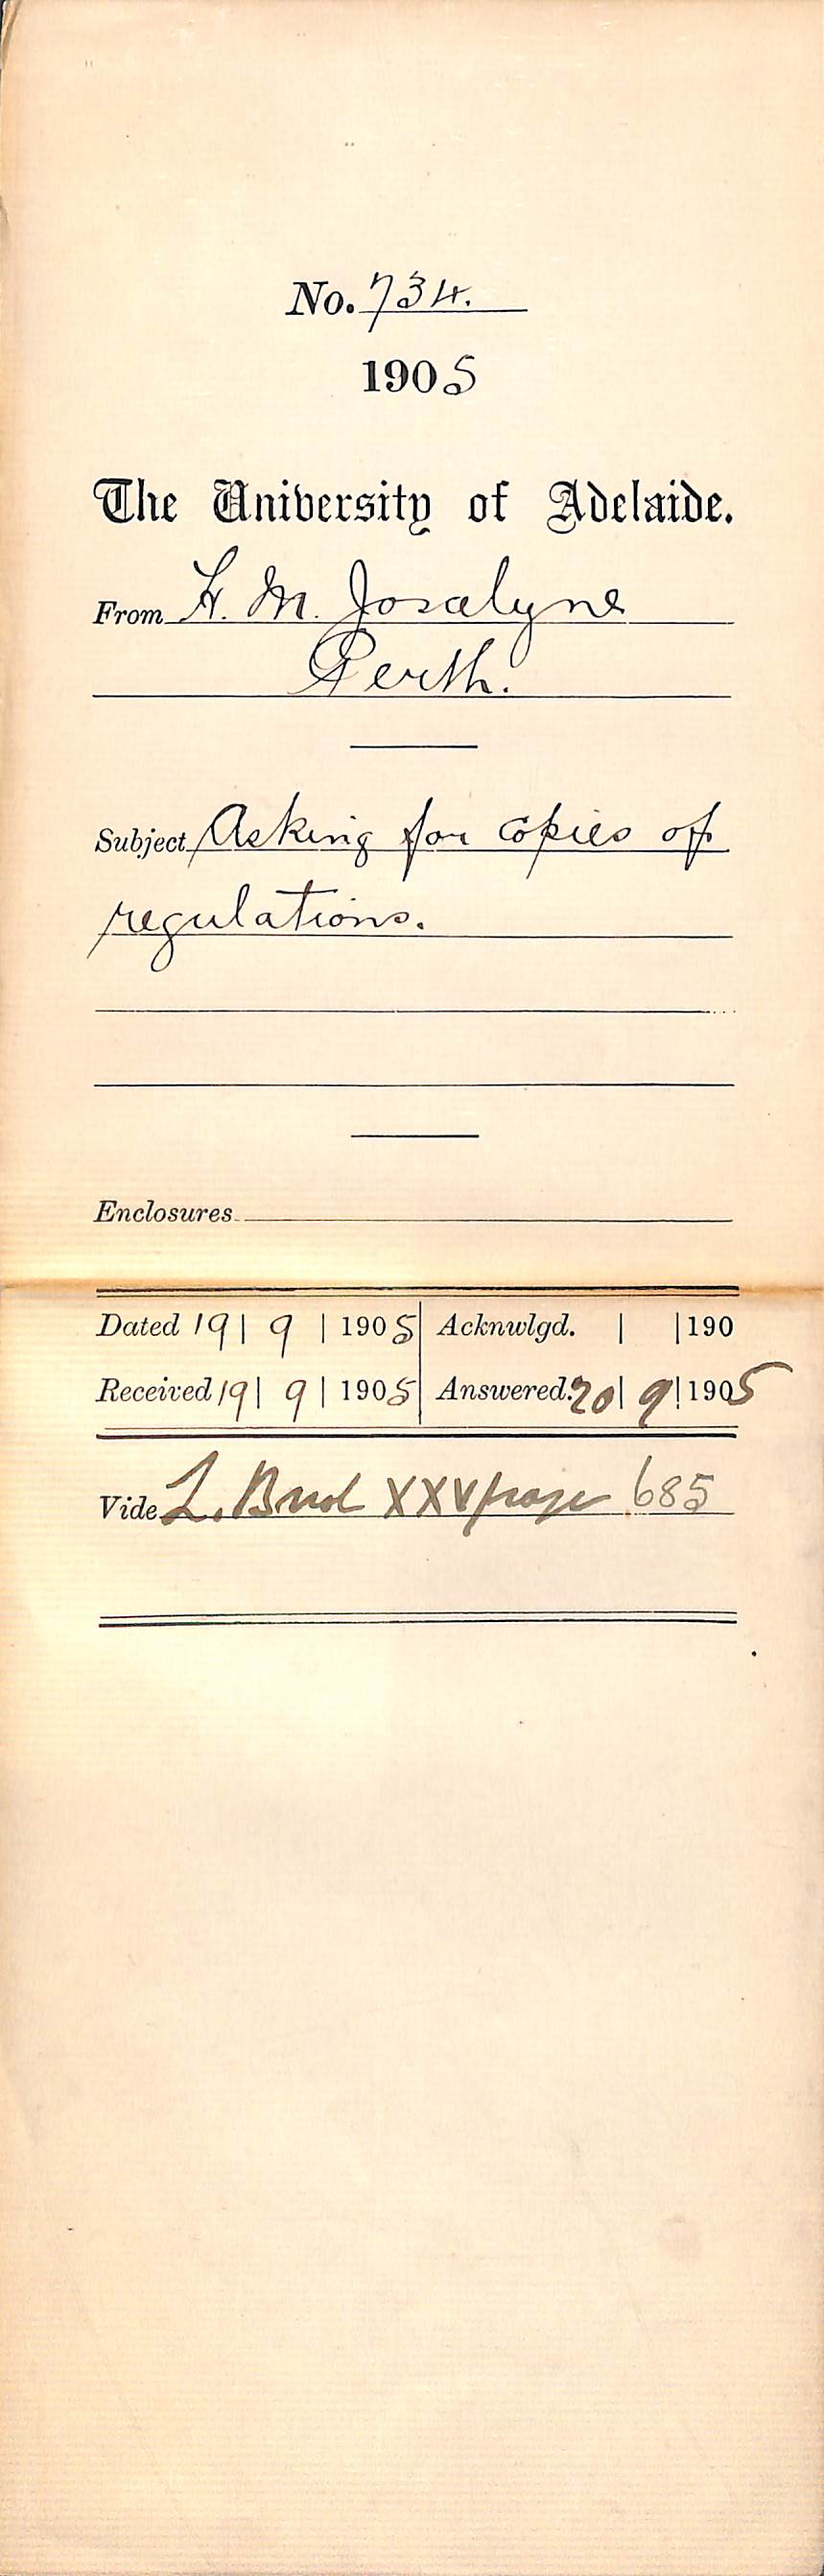 No. 734.
1905
The University of Adelaide.
From H. M. Joscelyne
Perth.
Subject Asking for copies of
regulations.
Enclosures
Dated 19 | 9 | 1905 | Acknwlgd. | | 190
Received 19 | 9 | 1905 | Answered. 20 | 9 | 1905
Vide L. Book XXV page 685